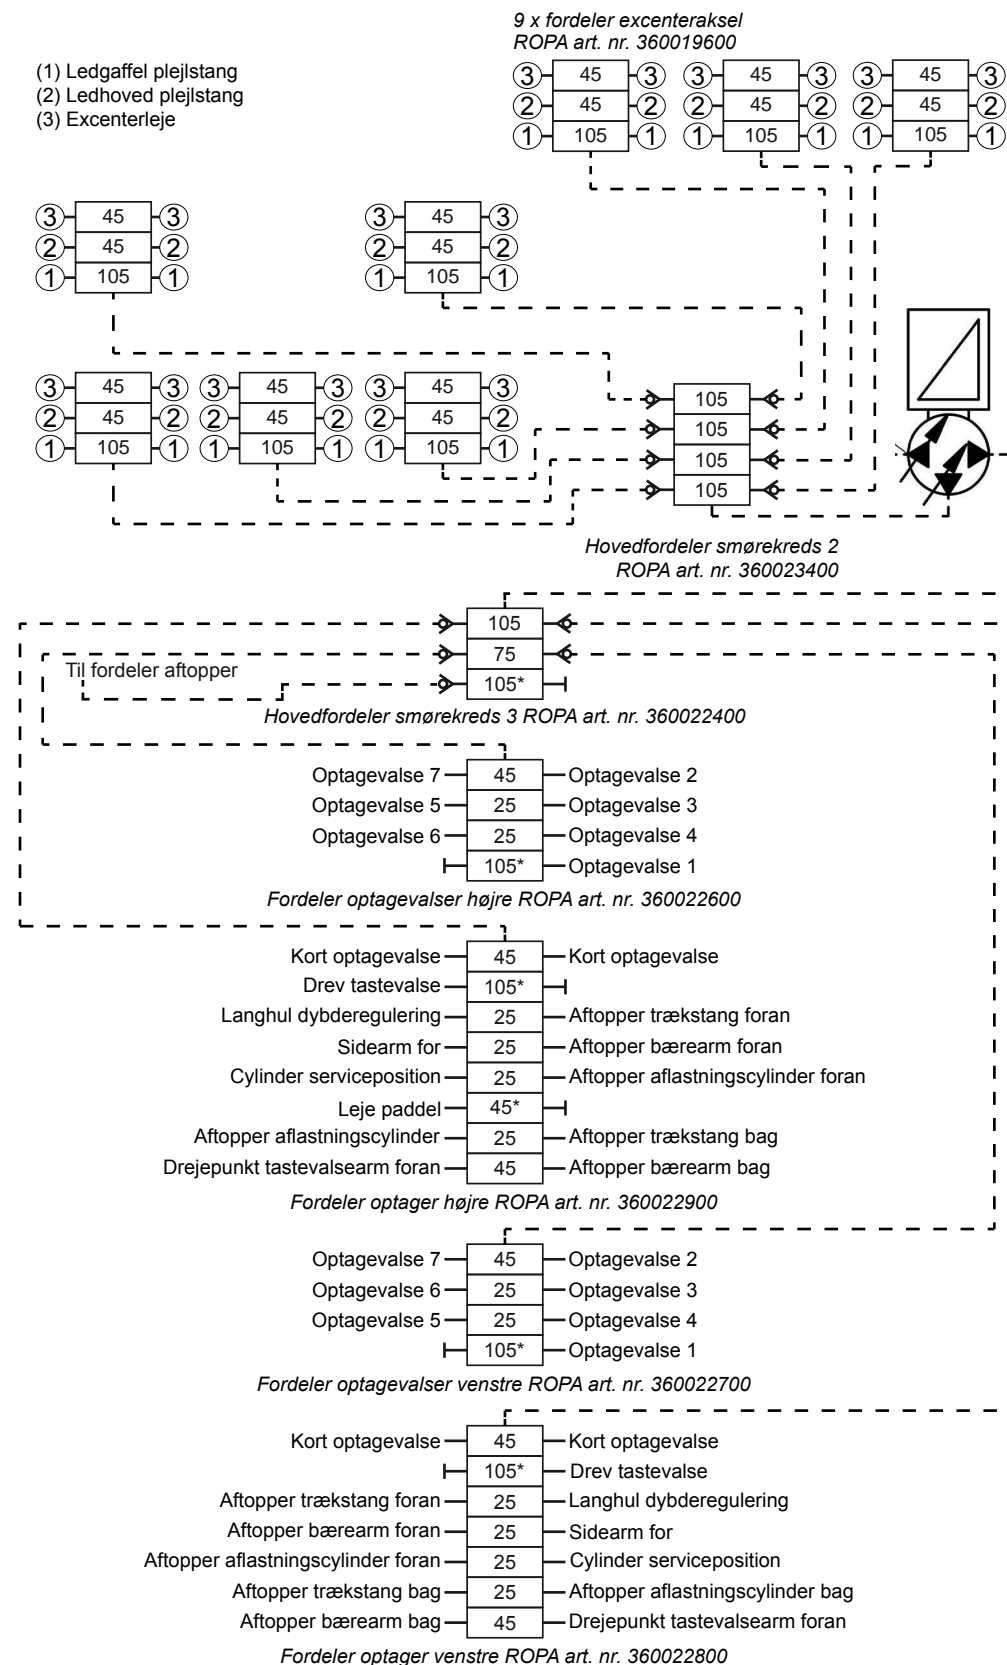 9 x fordeler excenteraksel
ROPA art. nr. 360019600
(1) Ledgaffel plejlstang
(2) Ledhoved plejlstang
(3) Excenterleje
3 45 3 3 45 3 3 45 3
2 45 2 2 45 2 2 45 2
1 105 1 1 105 1 1 105 1
3 45 3 3 45 3
2 45 2 2 45 2
1 105 1 1 105 1
3 45 3 3 45 3 3 45 3
2 45 2 2 45 2 2 45 2
1 105 1 1 105 1 1 105 1
105
105
105
105
Hovedfordeler smørekreds 2
ROPA art. nr. 360023400
105
75
Til fordeler aftopper
105*
Hovedfordeler smørekreds 3 ROPA art. nr. 360022400
Optagevalse 7 45 Optagevalse 2
Optagevalse 5 25 Optagevalse 3
Optagevalse 6 25 Optagevalse 4
105* Optagevalse 1
Fordeler optagevalser højre ROPA art. nr. 360022600
Kort optagevalse 45 Kort optagevalse
Drev tastevalse 105*
Langhul dybderegulering 25 Aftopper trækstang foran
Sidearm for 25 Aftopper bærearm foran
Cylinder serviceposition 25 Aftopper aflastningscylinder foran
Leje paddel 45*
Aftopper aflastningscylinder 25 Aftopper trækstang bag
Drejepunkt tastevalsearm foran 45 Aftopper bærearm bag
Fordeler optager højre ROPA art. nr. 360022900
Optagevalse 7 45 Optagevalse 2
Optagevalse 6 25 Optagevalse 3
Optagevalse 5 25 Optagevalse 4
105* Optagevalse 1
Fordeler optagevalser venstre ROPA art. nr. 360022700
Kort optagevalse 45 Kort optagevalse
105* Drev tastevalse
Aftopper trækstang foran 25 Langhul dybderegulering
Aftopper bærearm foran 25 Sidearm for
Aftopper aflastningscylinder foran 25 Cylinder serviceposition
Aftopper trækstang bag 25 Aftopper aflastningscylinder bag
Aftopper bærearm bag 45 Drejepunkt tastevalsearm foran
Fordeler optager venstre ROPA art. nr. 360022800